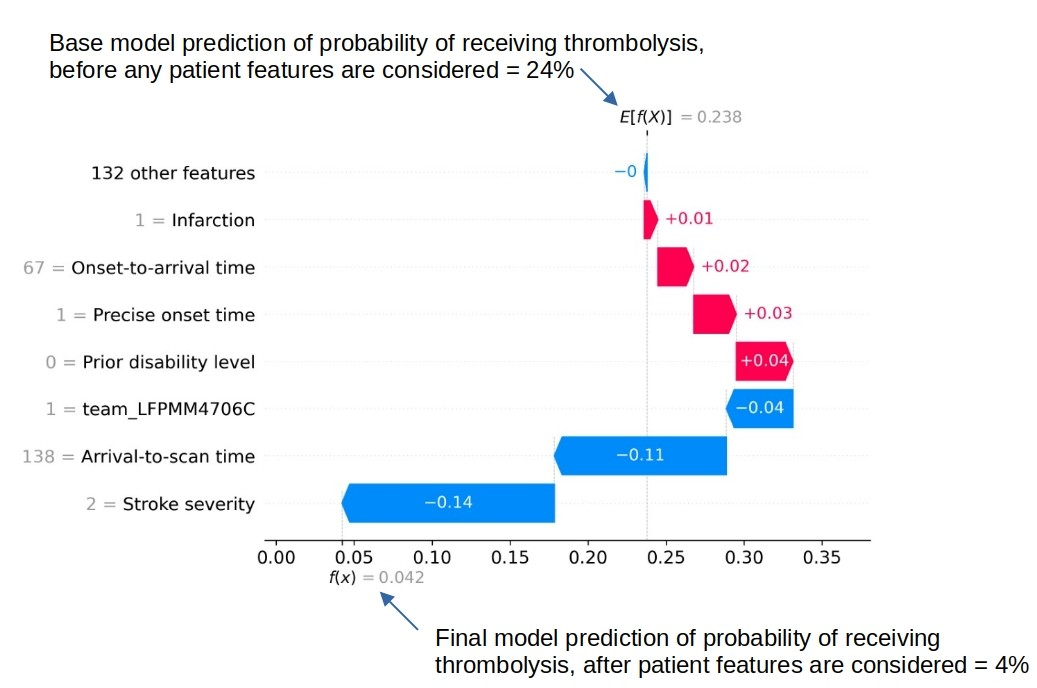 Base model prediction of probability of receiving thrombolysis,
before any patient features are considered = 24%
E[f(X)] = 0.238
132 other features
−0
1 = Infarction
+0.01
67 = Onset-to-arrival time
+0.02
1 = Precise onset time
+0.03
0 = Prior disability level
+0.04
1 = team_LFPMM4706C
−0.04
138 = Arrival-to-scan time
−0.11
2 = Stroke severity
−0.14
0.00 0.05 0.10 0.15 0.20 0.25 0.30 0.35
f(x) = 0.042
Final model prediction of probability of receiving
thrombolysis, after patient features are considered = 4%